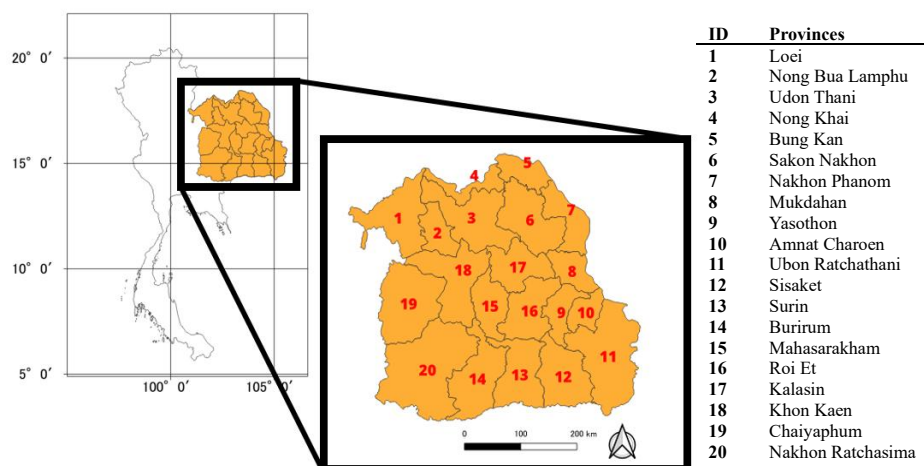 20° 0′
15° 0′
10° 0′
5° 0′
100° 0′
105° 0′
4
5
1
2
3
6
7
18
17
8
19
15
16
9
10
11
20
14
13
12
0
100
200 km
ID Provinces
1 Loei
2 Nong Bua Lamphu
3 Udon Thani
4 Nong Khai
5 Bung Kan
6 Sakon Nakhon
7 Nakhon Phanom
8 Mukdahan
9 Yasothon
10 Amnat Charoen
11 Ubon Ratchathani
12 Sisaket
13 Surin
14 Burirum
15 Mahasarakham
16 Roi Et
17 Kalasin
18 Khon Kaen
19 Chaiyaphum
20 Nakhon Ratchasima